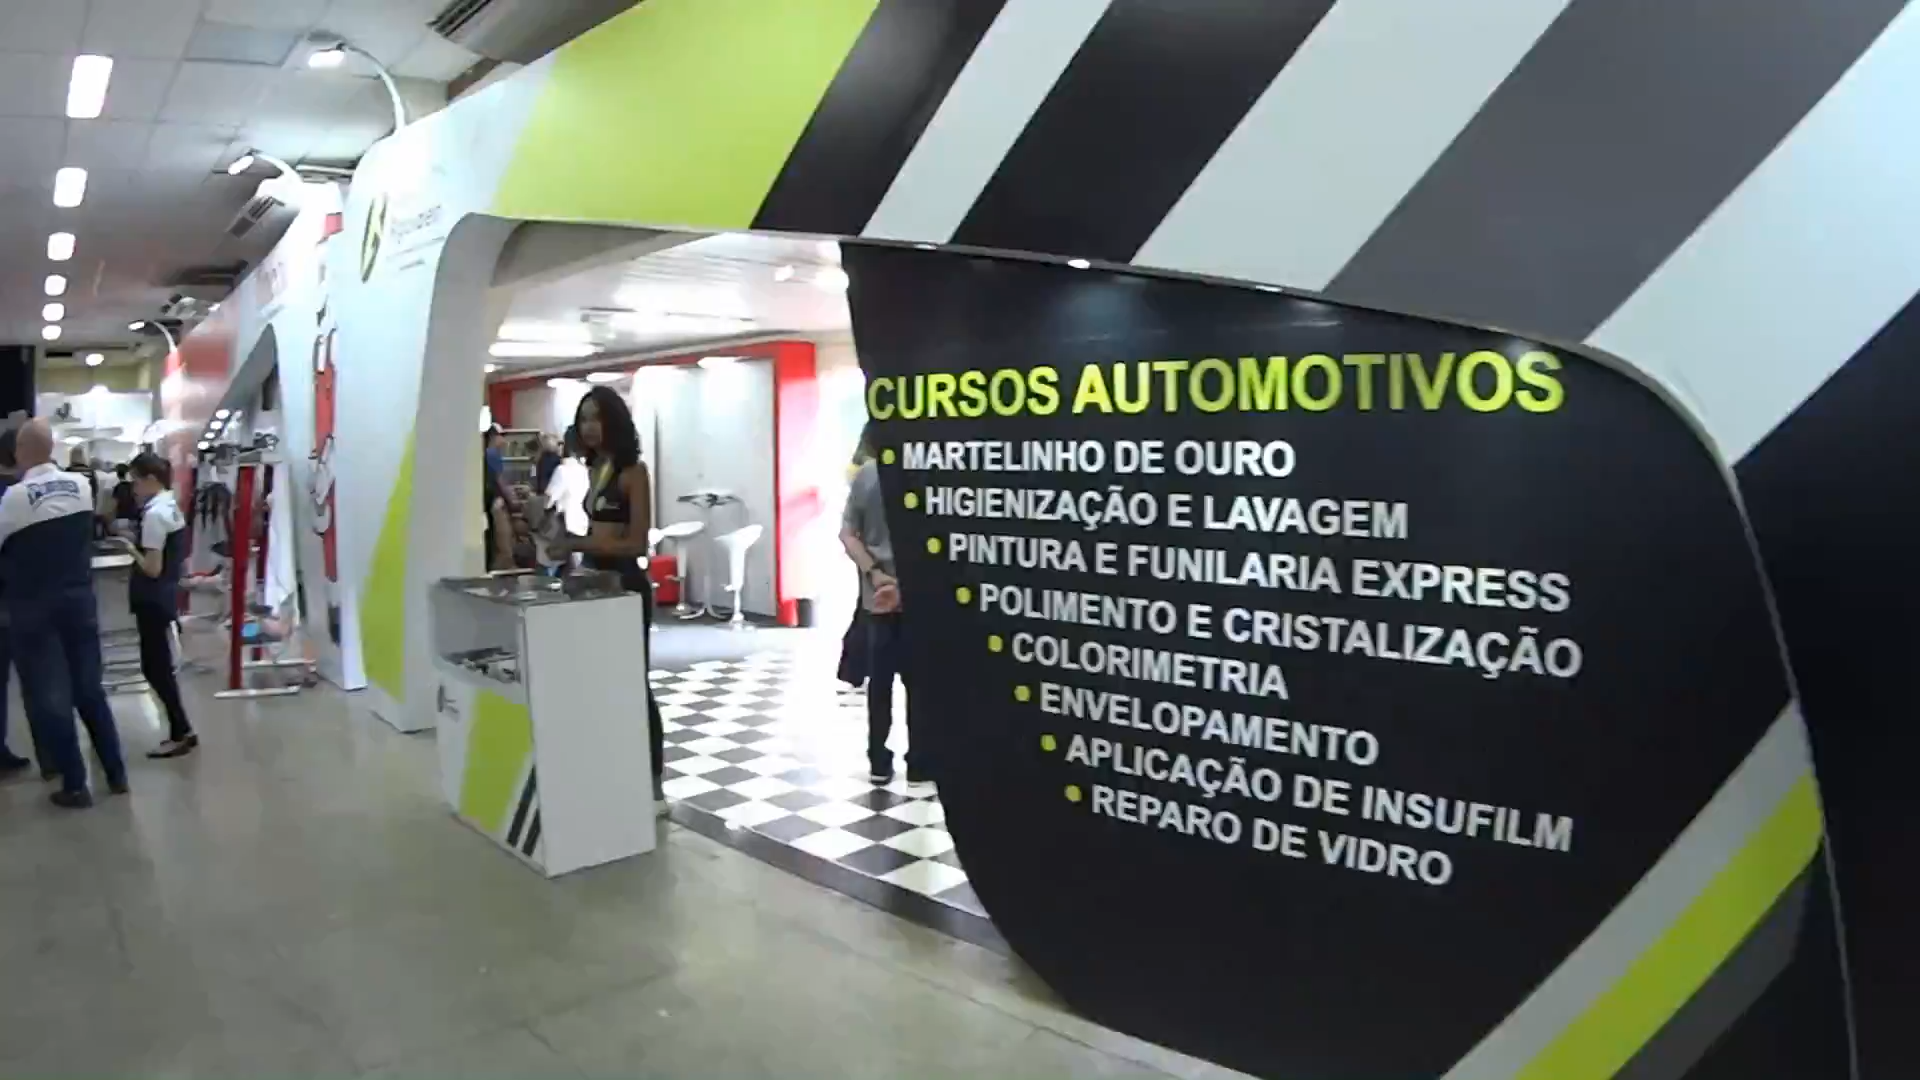 CURSOS AUTOMOTIVOS
• MARTELINHO DE OURO
• HIGIENIZAÇÃO E LAVAGEM
• PINTURA E FUNILARIA EXPRESS
• POLIMENTO E CRISTALIZAÇÃO
• COLORIMETRIA
• ENVELOPAMENTO
• APLICAÇÃO DE INSUFILM
• REPARO DE VIDRO